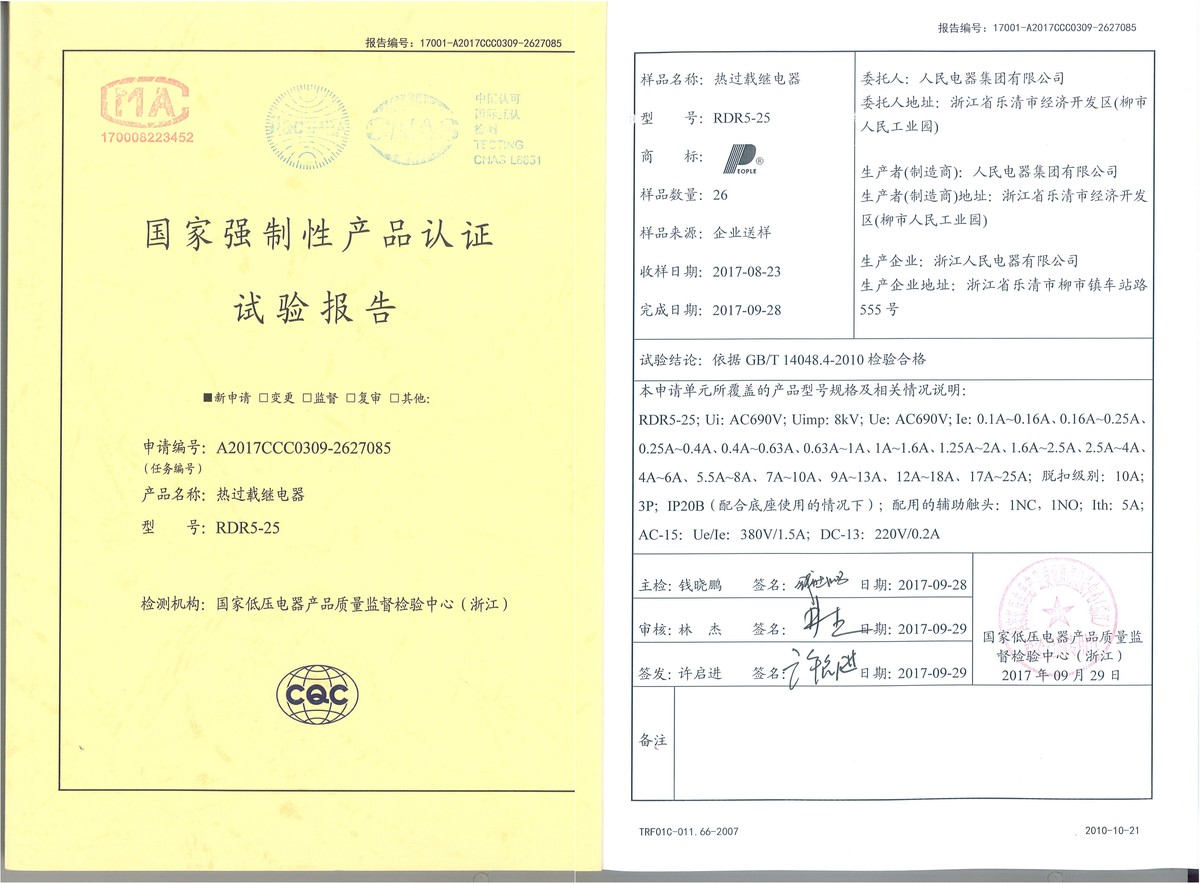 报告编号：17001-A2017CCC0309-2627085
MA
170008223452
中国认可
国际互认
检测
TESTING
CNAS L6851
国家强制性产品认证
试验报告
■新申请 □变更 □监督 □复审 □其他:
申请编号：A2017CCC0309-2627085
（任务编号）
产品名称：热过载继电器
型　　号：RDR5-25
检测机构：国家低压电器产品质量监督检验中心（浙江）
CQC
报告编号：17001-A2017CCC0309-2627085
样品名称：热过载继电器
型　　号：RDR5-25
商　　标：
PEOPLE ®
样品数量：26
样品来源：企业送样
收样日期：2017-08-23
完成日期：2017-09-28
委托人：人民电器集团有限公司
委托人地址：浙江省乐清市经济开发区(柳市
人民工业园)
生产者(制造商)：人民电器集团有限公司
生产者(制造商)地址：浙江省乐清市经济开发
区(柳市人民工业园)
生产企业：浙江人民电器有限公司
生产企业地址：浙江省乐清市柳市镇车站路
555 号
试验结论：依据 GB/T 14048.4-2010 检验合格
本申请单元所覆盖的产品型号规格及相关情况说明：
RDR5-25; Ui: AC690V; Uimp: 8kV; Ue: AC690V; Ie: 0.1A~0.16A、0.16A~0.25A、
0.25A~0.4A、0.4A~0.63A、0.63A~1A、1A~1.6A、1.25A~2A、1.6A~2.5A、2.5A~4A、
4A~6A、5.5A~8A、7A~10A、9A~13A、12A~18A、17A~25A；脱扣级别：10A;
3P; IP20B（配合底座使用的情况下）；配用的辅助触头：1NC，1NO; Ith: 5A;
AC-15: Ue/Ie: 380V/1.5A; DC-13: 220V/0.2A
主检：钱晓鹏　签名：　日期：2017-09-28
审核：林　杰　签名：　日期：2017-09-29
签发：许启进　签名：　日期：2017-09-29
国家低压电器产品质量监
督检验中心（浙江）
2017 年 09 月 29 日
备注
TRF01C-011.66-2007
2010-10-21